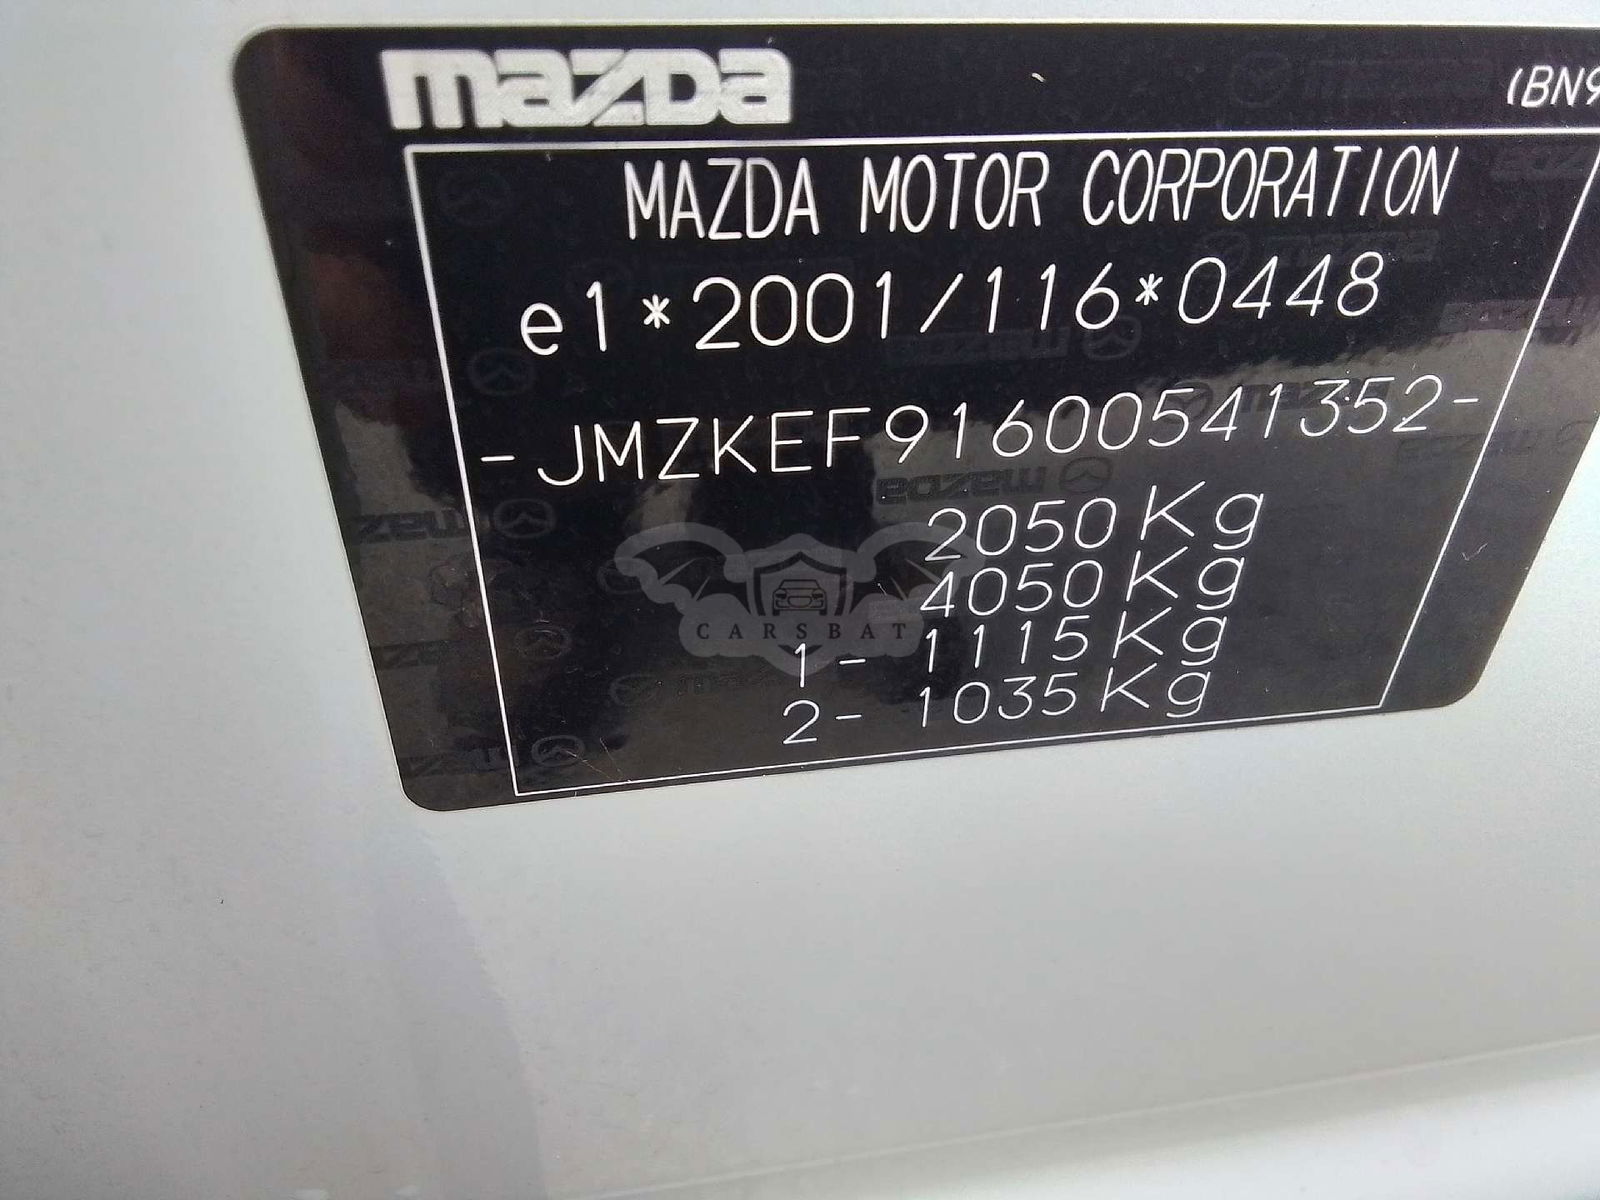 mazda
(BN9
MAZDA MOTOR CORPORATION
e1*2001/116*0448
-JMZKEF91600541352-
2050Kg
4050Kg
CARSBAT
1- 1115Kg
2- 1035Kg